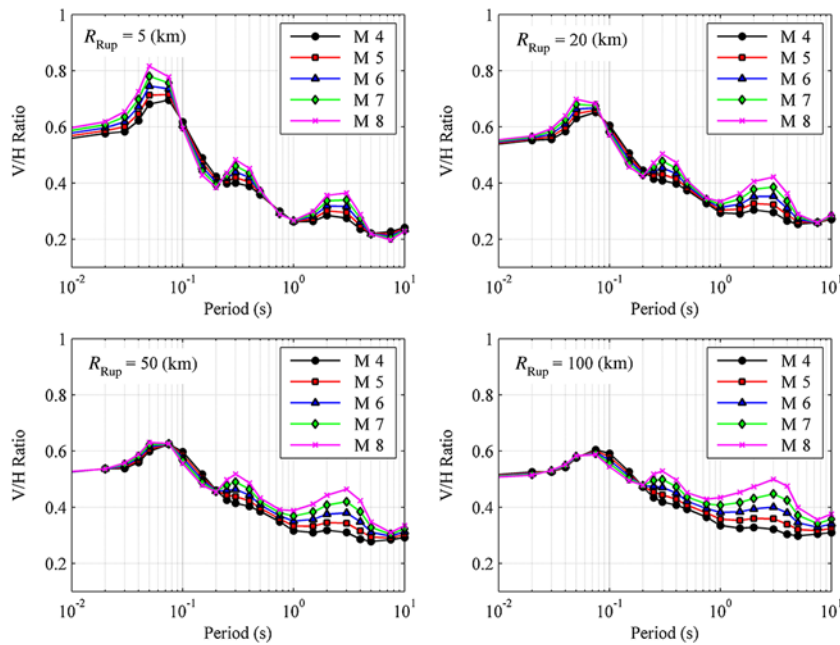 R_Rup = 5 (km)
M 4
M 5
M 6
M 7
M 8
V/H Ratio
1
0.8
0.6
0.4
0.2
10^-2
10^-1
10^0
10^1
Period (s)
R_Rup = 20 (km)
M 4
M 5
M 6
M 7
M 8
V/H Ratio
1
0.8
0.6
0.4
0.2
10^-2
10^-1
10^0
10^1
Period (s)
R_Rup = 50 (km)
M 4
M 5
M 6
M 7
M 8
V/H Ratio
1
0.8
0.6
0.4
0.2
10^-2
10^-1
10^0
10^1
Period (s)
R_Rup = 100 (km)
M 4
M 5
M 6
M 7
M 8
V/H Ratio
1
0.8
0.6
0.4
0.2
10^-2
10^-1
10^0
10^1
Period (s)